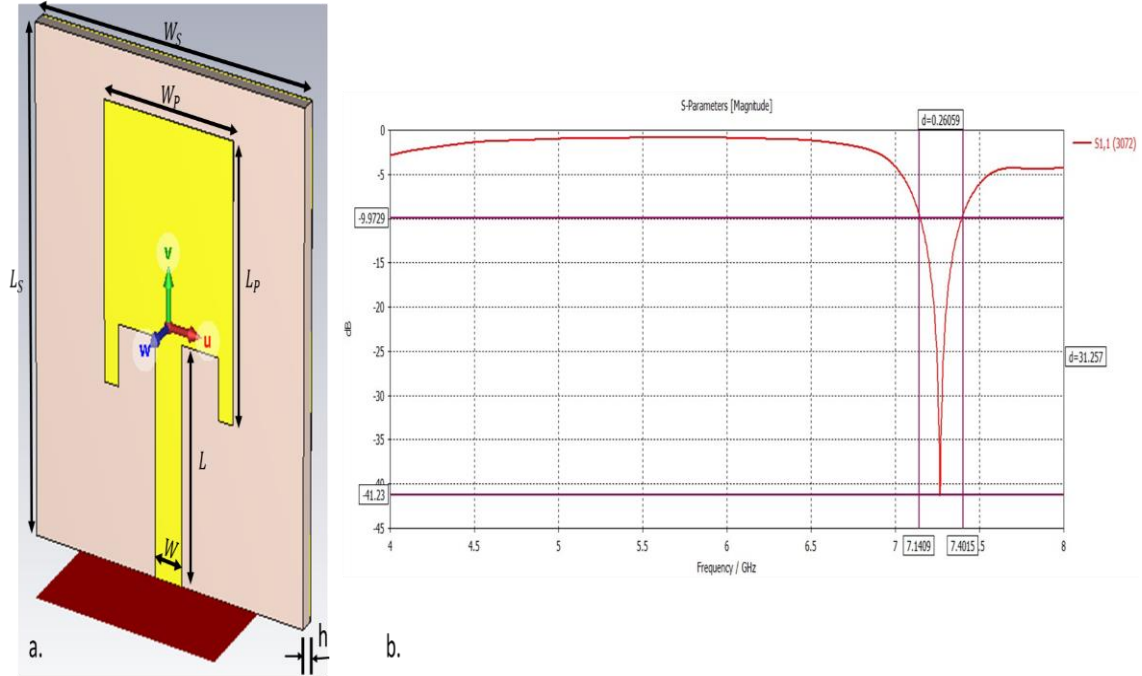 W_S
W_P
L_S
L_P
v
w
u
L
W
h
a.
S-Parameters [Magnitude]
d=0.26059
S1,1 (3072)
0
-5
-9.9729
-15
-20
-25
-30
-35
-40
-41.23
-45
dB
d=31.257
4
4.5
5
5.5
6
6.5
7
7.1409
7.4015
.5
8
Frequency / GHz
b.